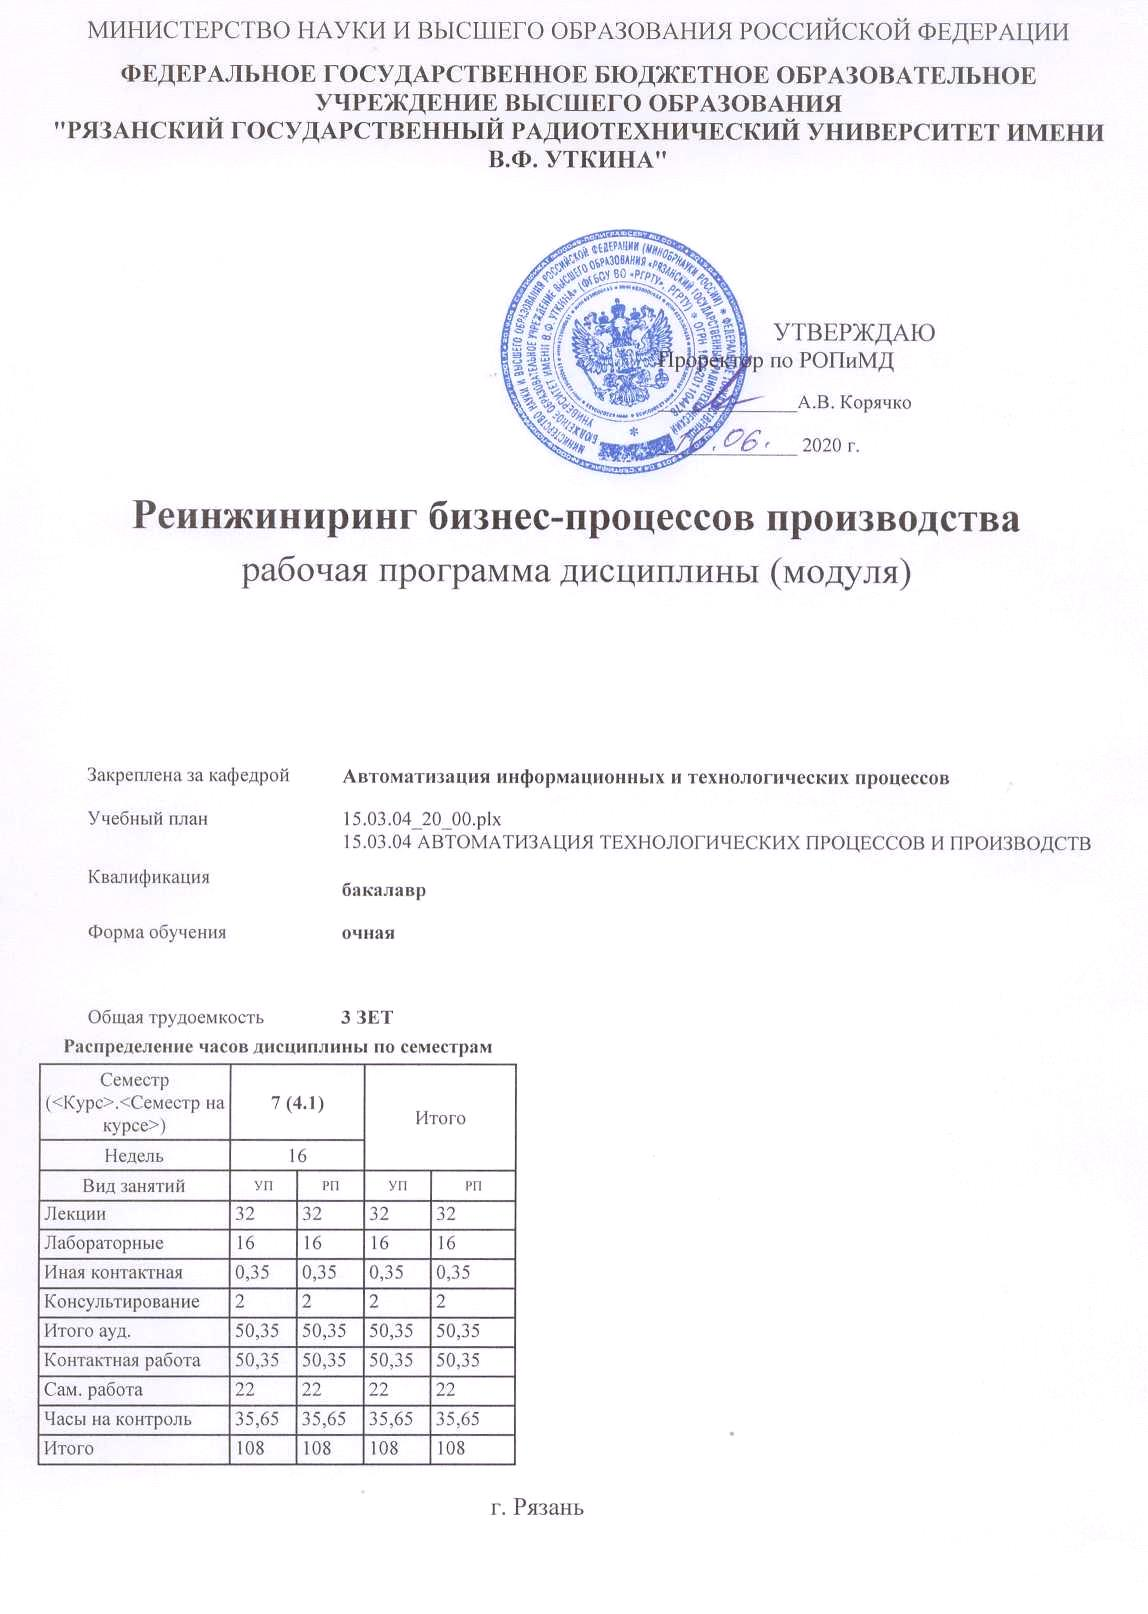 МИНИСТЕРСТВО НАУКИ И ВЫСШЕГО ОБРАЗОВАНИЯ РОССИЙСКОЙ ФЕДЕРАЦИИ
ФЕДЕРАЛЬНОЕ ГОСУДАРСТВЕННОЕ БЮДЖЕТНОЕ ОБРАЗОВАТЕЛЬНОЕ
УЧРЕЖДЕНИЕ ВЫСШЕГО ОБРАЗОВАНИЯ
"РЯЗАНСКИЙ ГОСУДАРСТВЕННЫЙ РАДИОТЕХНИЧЕСКИЙ УНИВЕРСИТЕТ ИМЕНИ
В.Ф. УТКИНА"
УТВЕРЖДАЮ
Проректор по РОПиМД
А.В. Корячко
.06. 2020 г.
Реинжиниринг бизнес-процессов производства
рабочая программа дисциплины (модуля)
Закреплена за кафедрой Автоматизация информационных и технологических процессов
Учебный план 15.03.04_20_00.plx
15.03.04 АВТОМАТИЗАЦИЯ ТЕХНОЛОГИЧЕСКИХ ПРОЦЕССОВ И ПРОИЗВОДСТВ
Квалификация бакалавр
Форма обучения очная
Общая трудоемкость 3 ЗЕТ
Распределение часов дисциплины по семестрам
Семестр
(<Курс>.<Семестр на
курсе>) 7 (4.1) Итого
Недель 16
Вид занятий УП РП УП РП
Лекции 32 32 32 32
Лабораторные 16 16 16 16
Иная контактная 0,35 0,35 0,35 0,35
Консультирование 2 2 2 2
Итого ауд. 50,35 50,35 50,35 50,35
Контактная работа 50,35 50,35 50,35 50,35
Сам. работа 22 22 22 22
Часы на контроль 35,65 35,65 35,65 35,65
Итого 108 108 108 108
г. Рязань